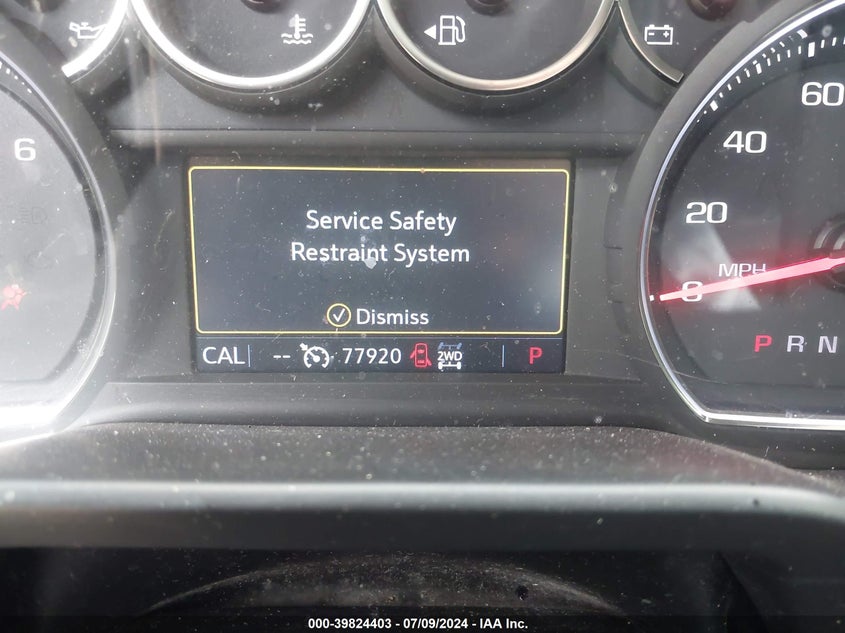 6
60
40
20
0
MPH
Service Safety
Restraint System
Dismiss
CAL -- 77920 2WD P
P R N
000-39824403 - 07/09/2024 - IAA Inc.